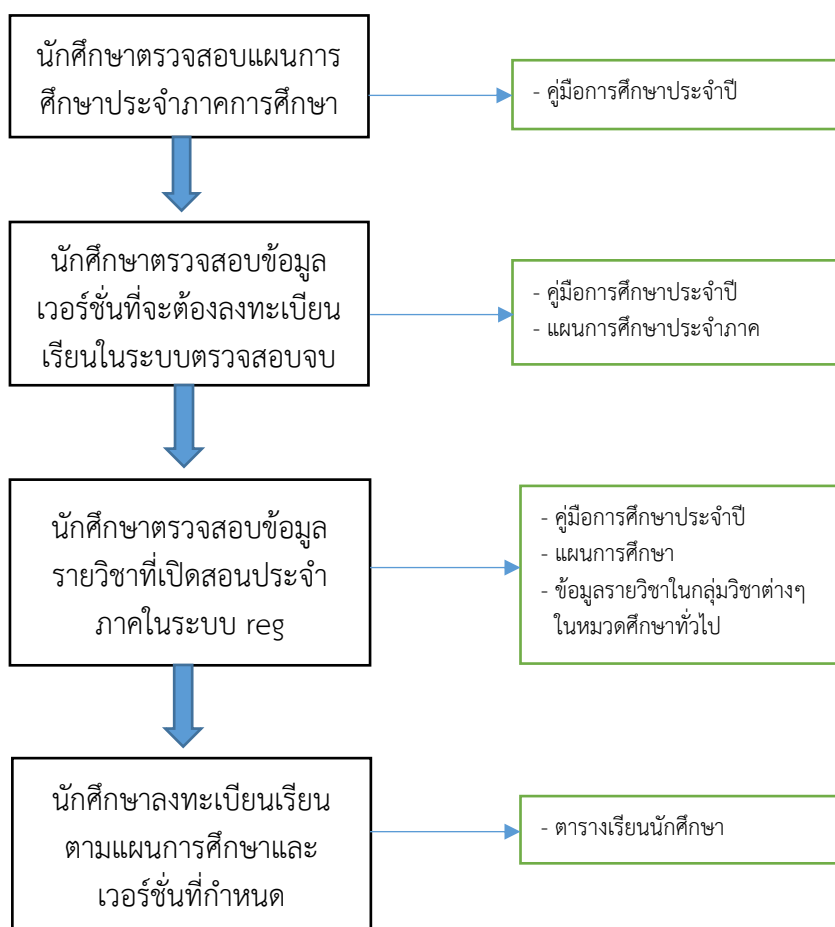 นักศึกษาตรวจสอบแผนการ
ศึกษาประจำภาคการศึกษา
- คู่มือการศึกษาประจำปี
นักศึกษาตรวจสอบข้อมูล
เวอร์ชั่นที่จะต้องลงทะเบียน
เรียนในระบบตรวจสอบจบ
- คู่มือการศึกษาประจำปี
- แผนการศึกษาประจำภาค
นักศึกษาตรวจสอบข้อมูล
รายวิชาที่เปิดสอนประจำ
ภาคในระบบ reg
- คู่มือการศึกษาประจำปี
- แผนการศึกษา
- ข้อมูลรายวิชาในกลุ่มวิชาต่างๆ
ในหมวดศึกษาทั่วไป
นักศึกษาลงทะเบียนเรียน
ตามแผนการศึกษาและ
เวอร์ชั่นที่กำหนด
- ตารางเรียนนักศึกษา